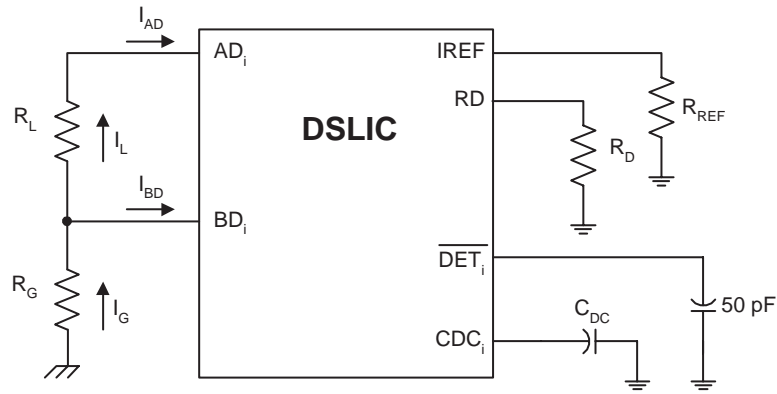 I_AD
AD_i
IREF
R_L
I_L
RD
R_REF
DSLIC
R_D
I_BD
BD_i
R_G
I_G
DET_i
50 pF
C_DC
CDC_i